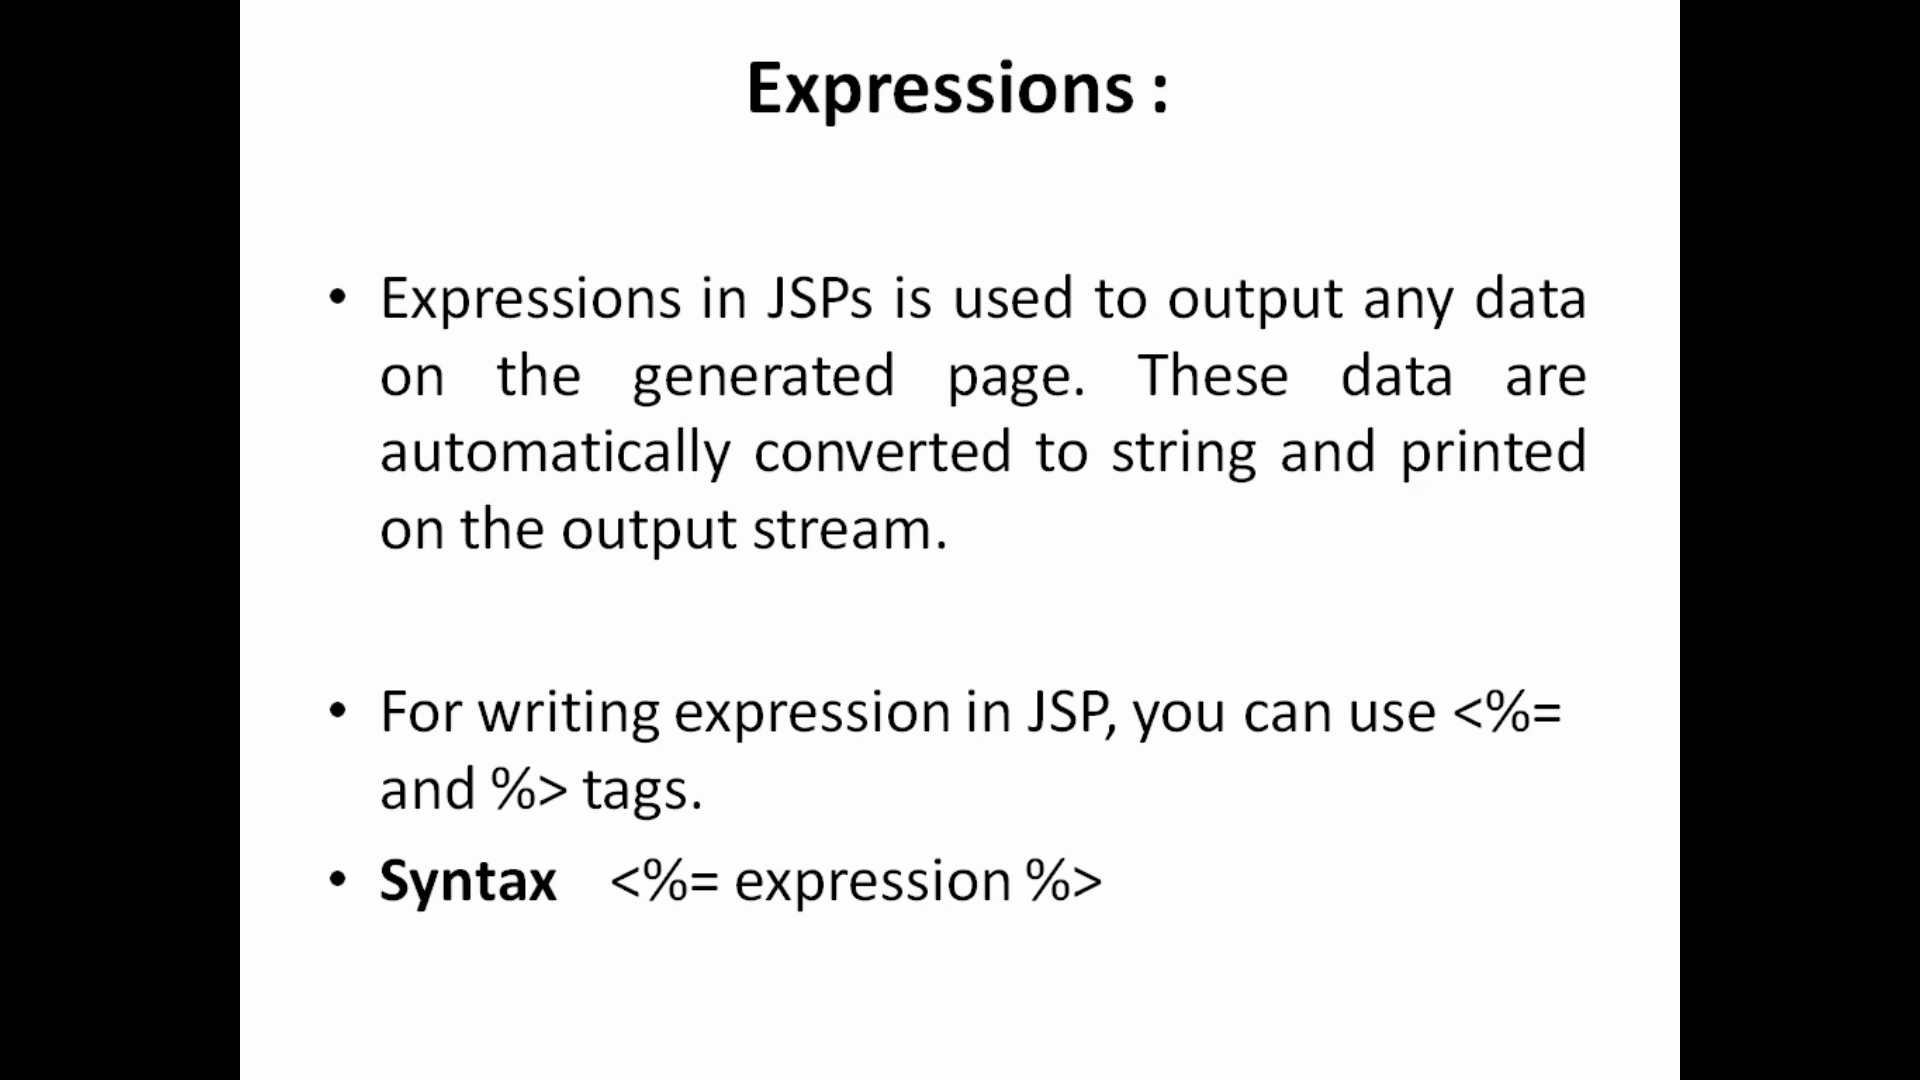 Expressions :
• Expressions in JSPs is used to output any data
on the generated page. These data are
automatically converted to string and printed
on the output stream.
• For writing expression in JSP, you can use <%=
and %> tags.
• Syntax <%= expression %>